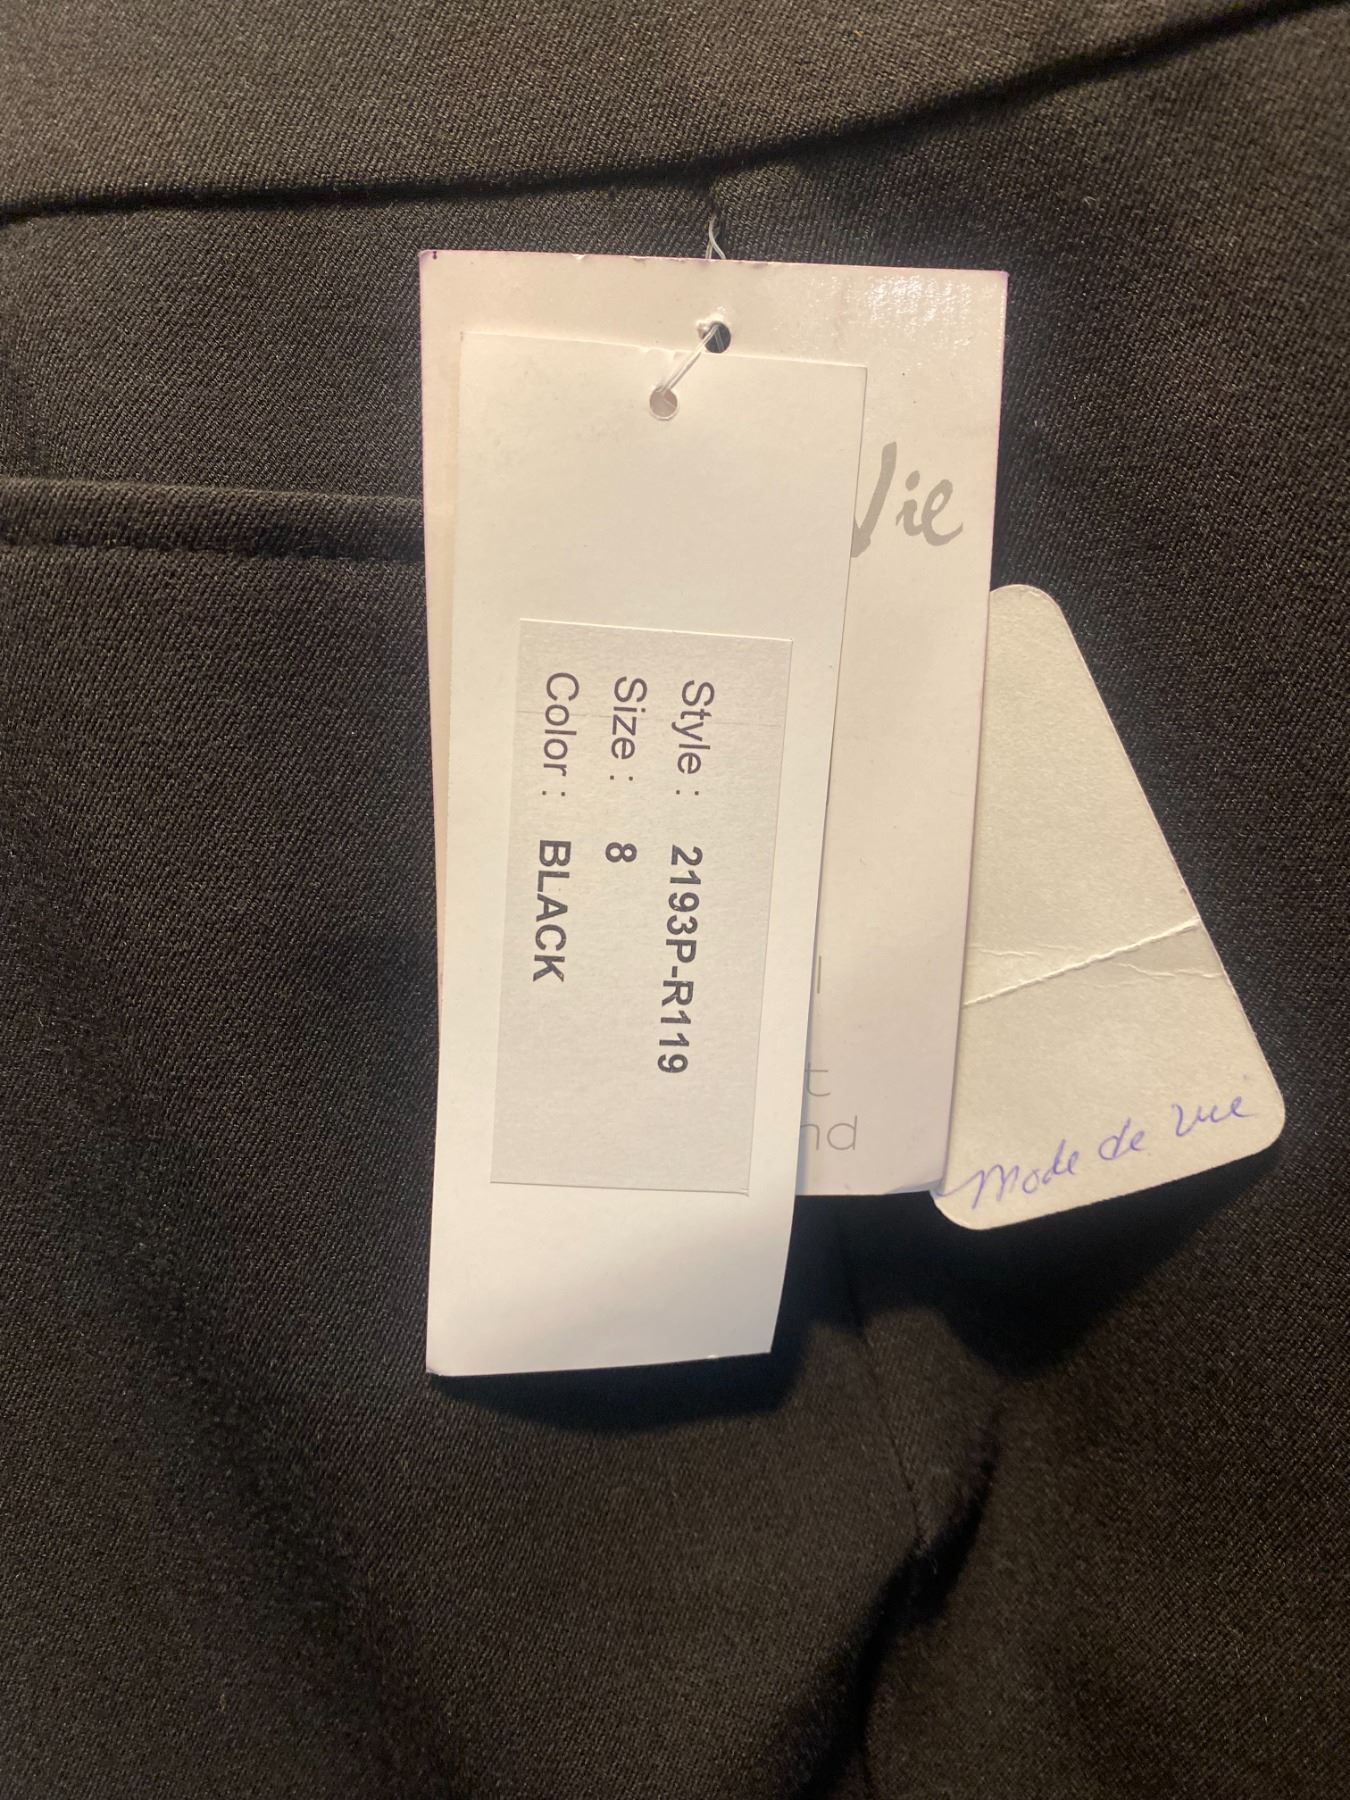 Vie
Style : 2193P-R119
Size : 8
Color : BLACK
Mode de Vie